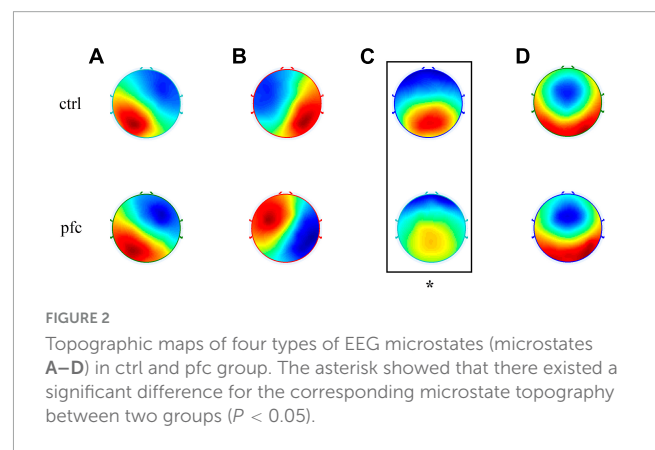 A B C D
ctrl
pfc
*
FIGURE 2
Topographic maps of four types of EEG microstates (microstates
A–D) in ctrl and pfc group. The asterisk showed that there existed a
significant difference for the corresponding microstate topography
between two groups (P < 0.05).